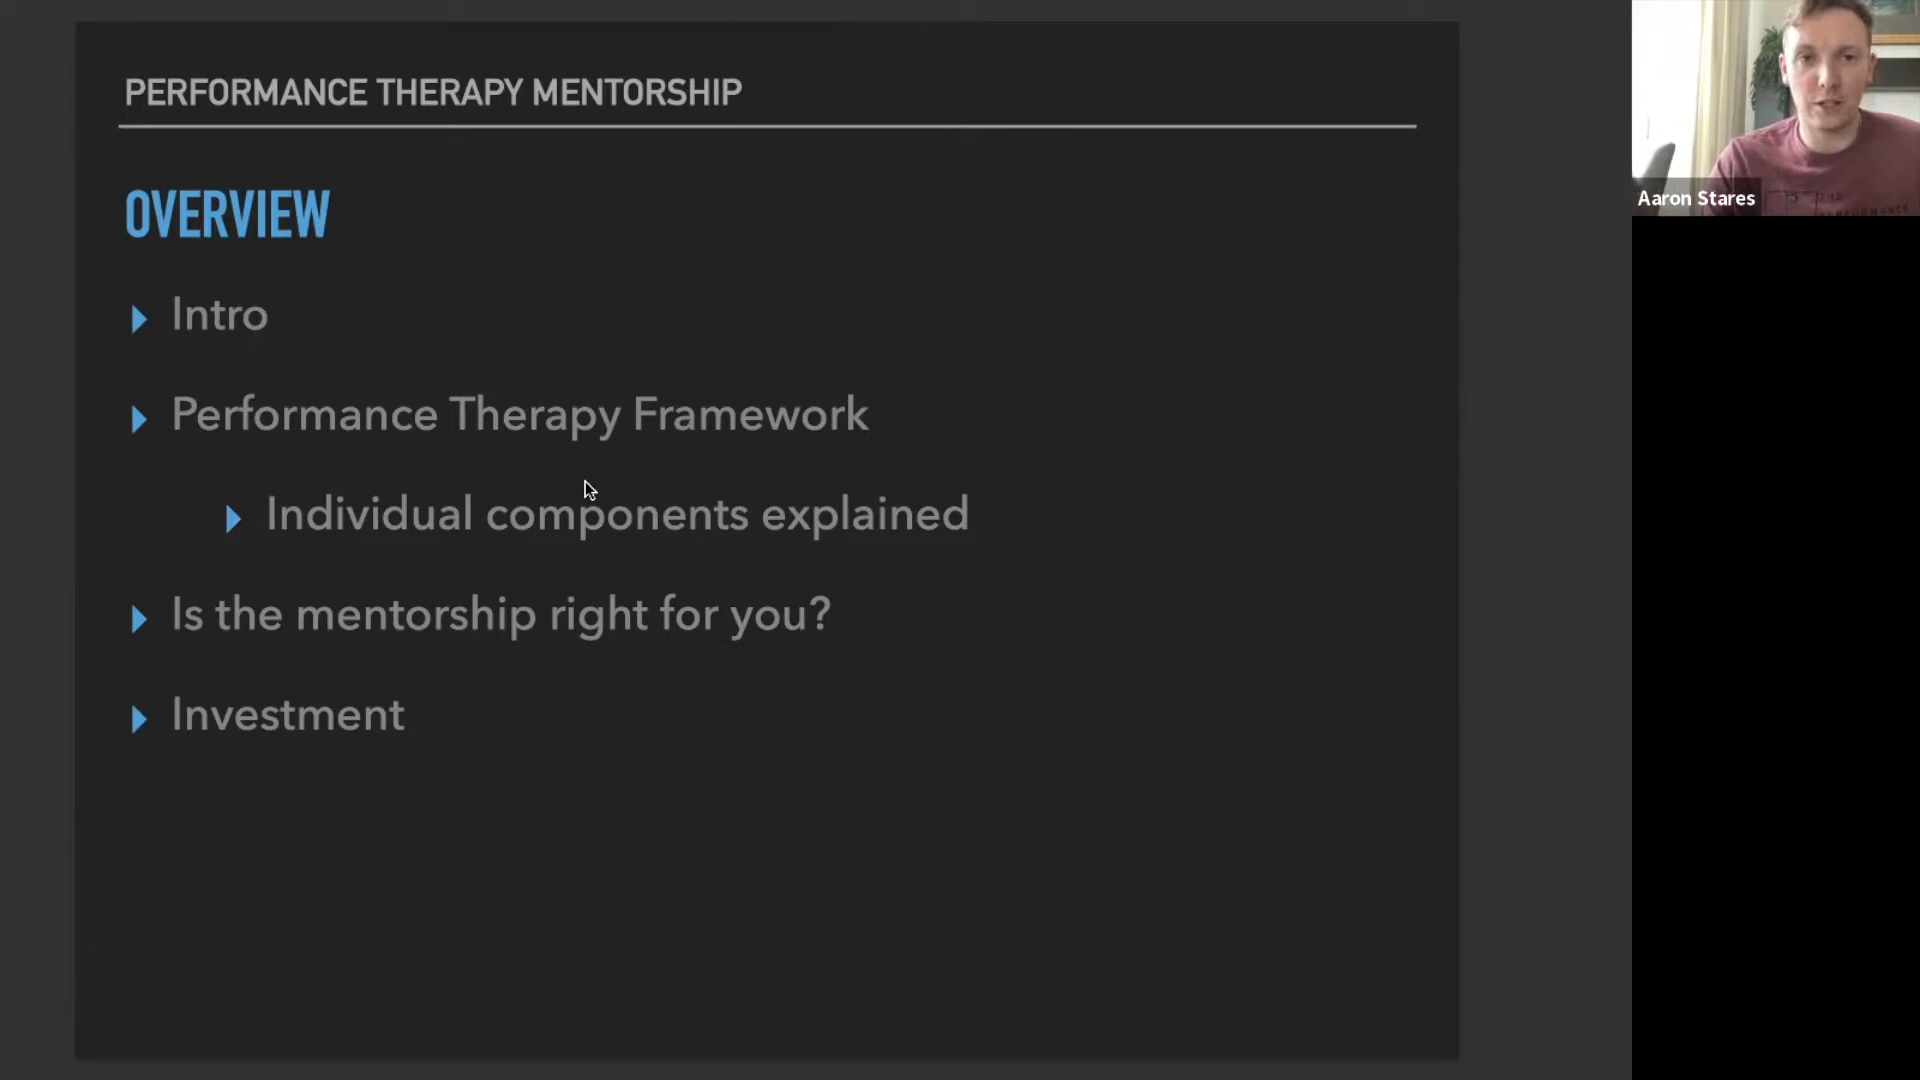 PERFORMANCE THERAPY MENTORSHIP
OVERVIEW
Intro
Performance Therapy Framework
Individual components explained
Is the mentorship right for you?
Investment
Aaron Stares